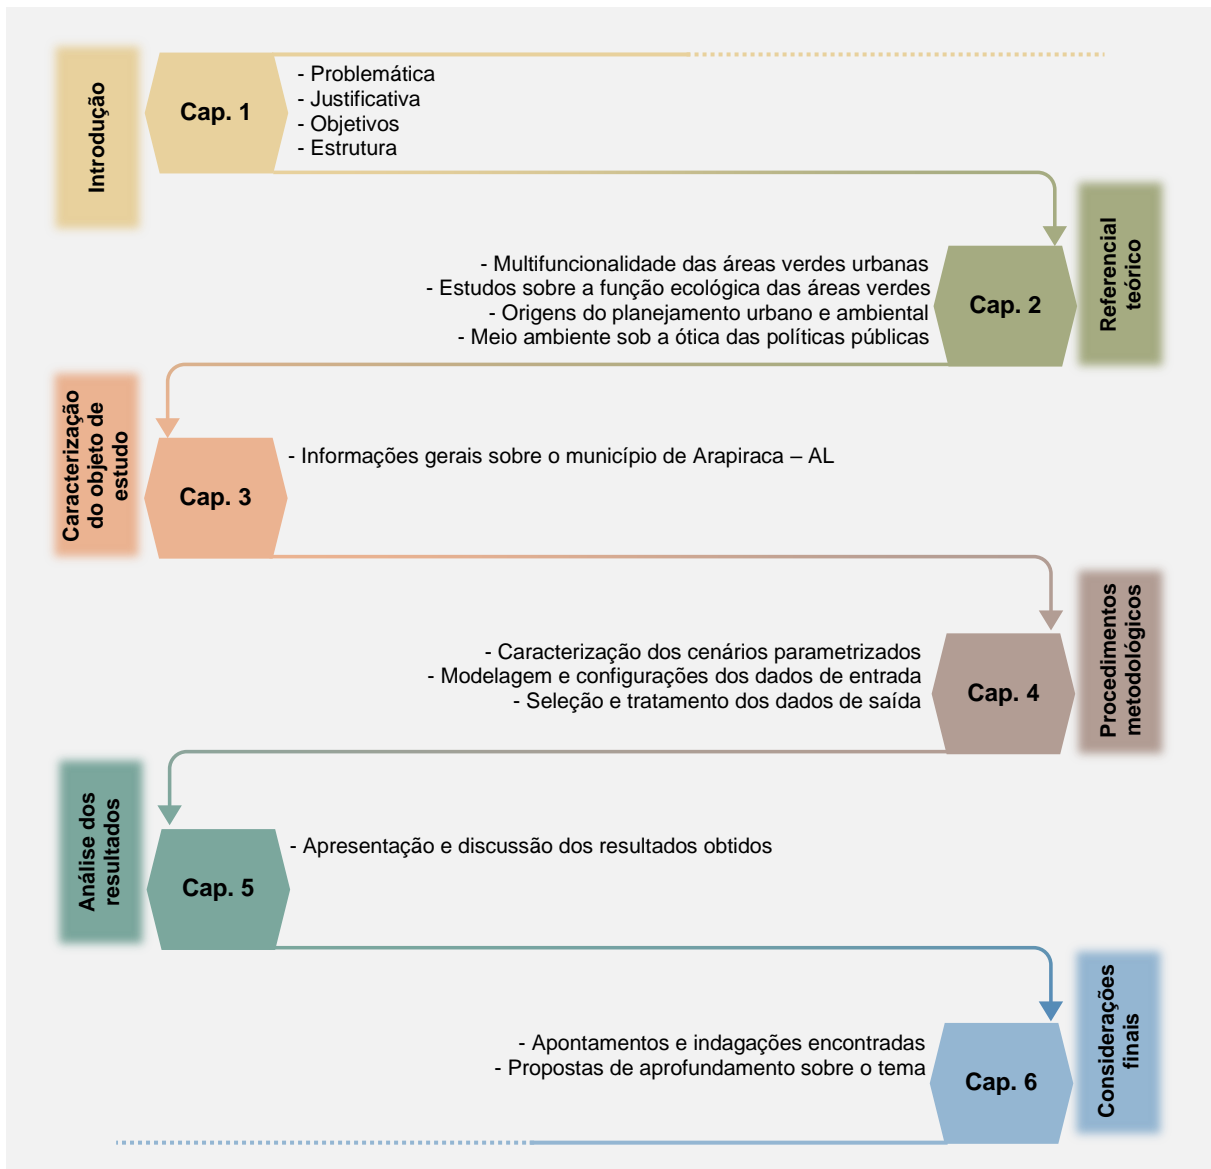 Introdução
Cap. 1
- Problemática
- Justificativa
- Objetivos
- Estrutura
Referencial
teórico
Cap. 2
- Multifuncionalidade das áreas verdes urbanas
- Estudos sobre a função ecológica das áreas verdes
- Origens do planejamento urbano e ambiental
- Meio ambiente sob a ótica das políticas públicas
Caracterização
do objeto de
estudo
Cap. 3
- Informações gerais sobre o município de Arapiraca – AL
Procedimentos
metodológicos
Cap. 4
- Caracterização dos cenários parametrizados
- Modelagem e configurações dos dados de entrada
- Seleção e tratamento dos dados de saída
Análise dos
resultados
Cap. 5
- Apresentação e discussão dos resultados obtidos
Considerações
finais
Cap. 6
- Apontamentos e indagações encontradas
- Propostas de aprofundamento sobre o tema